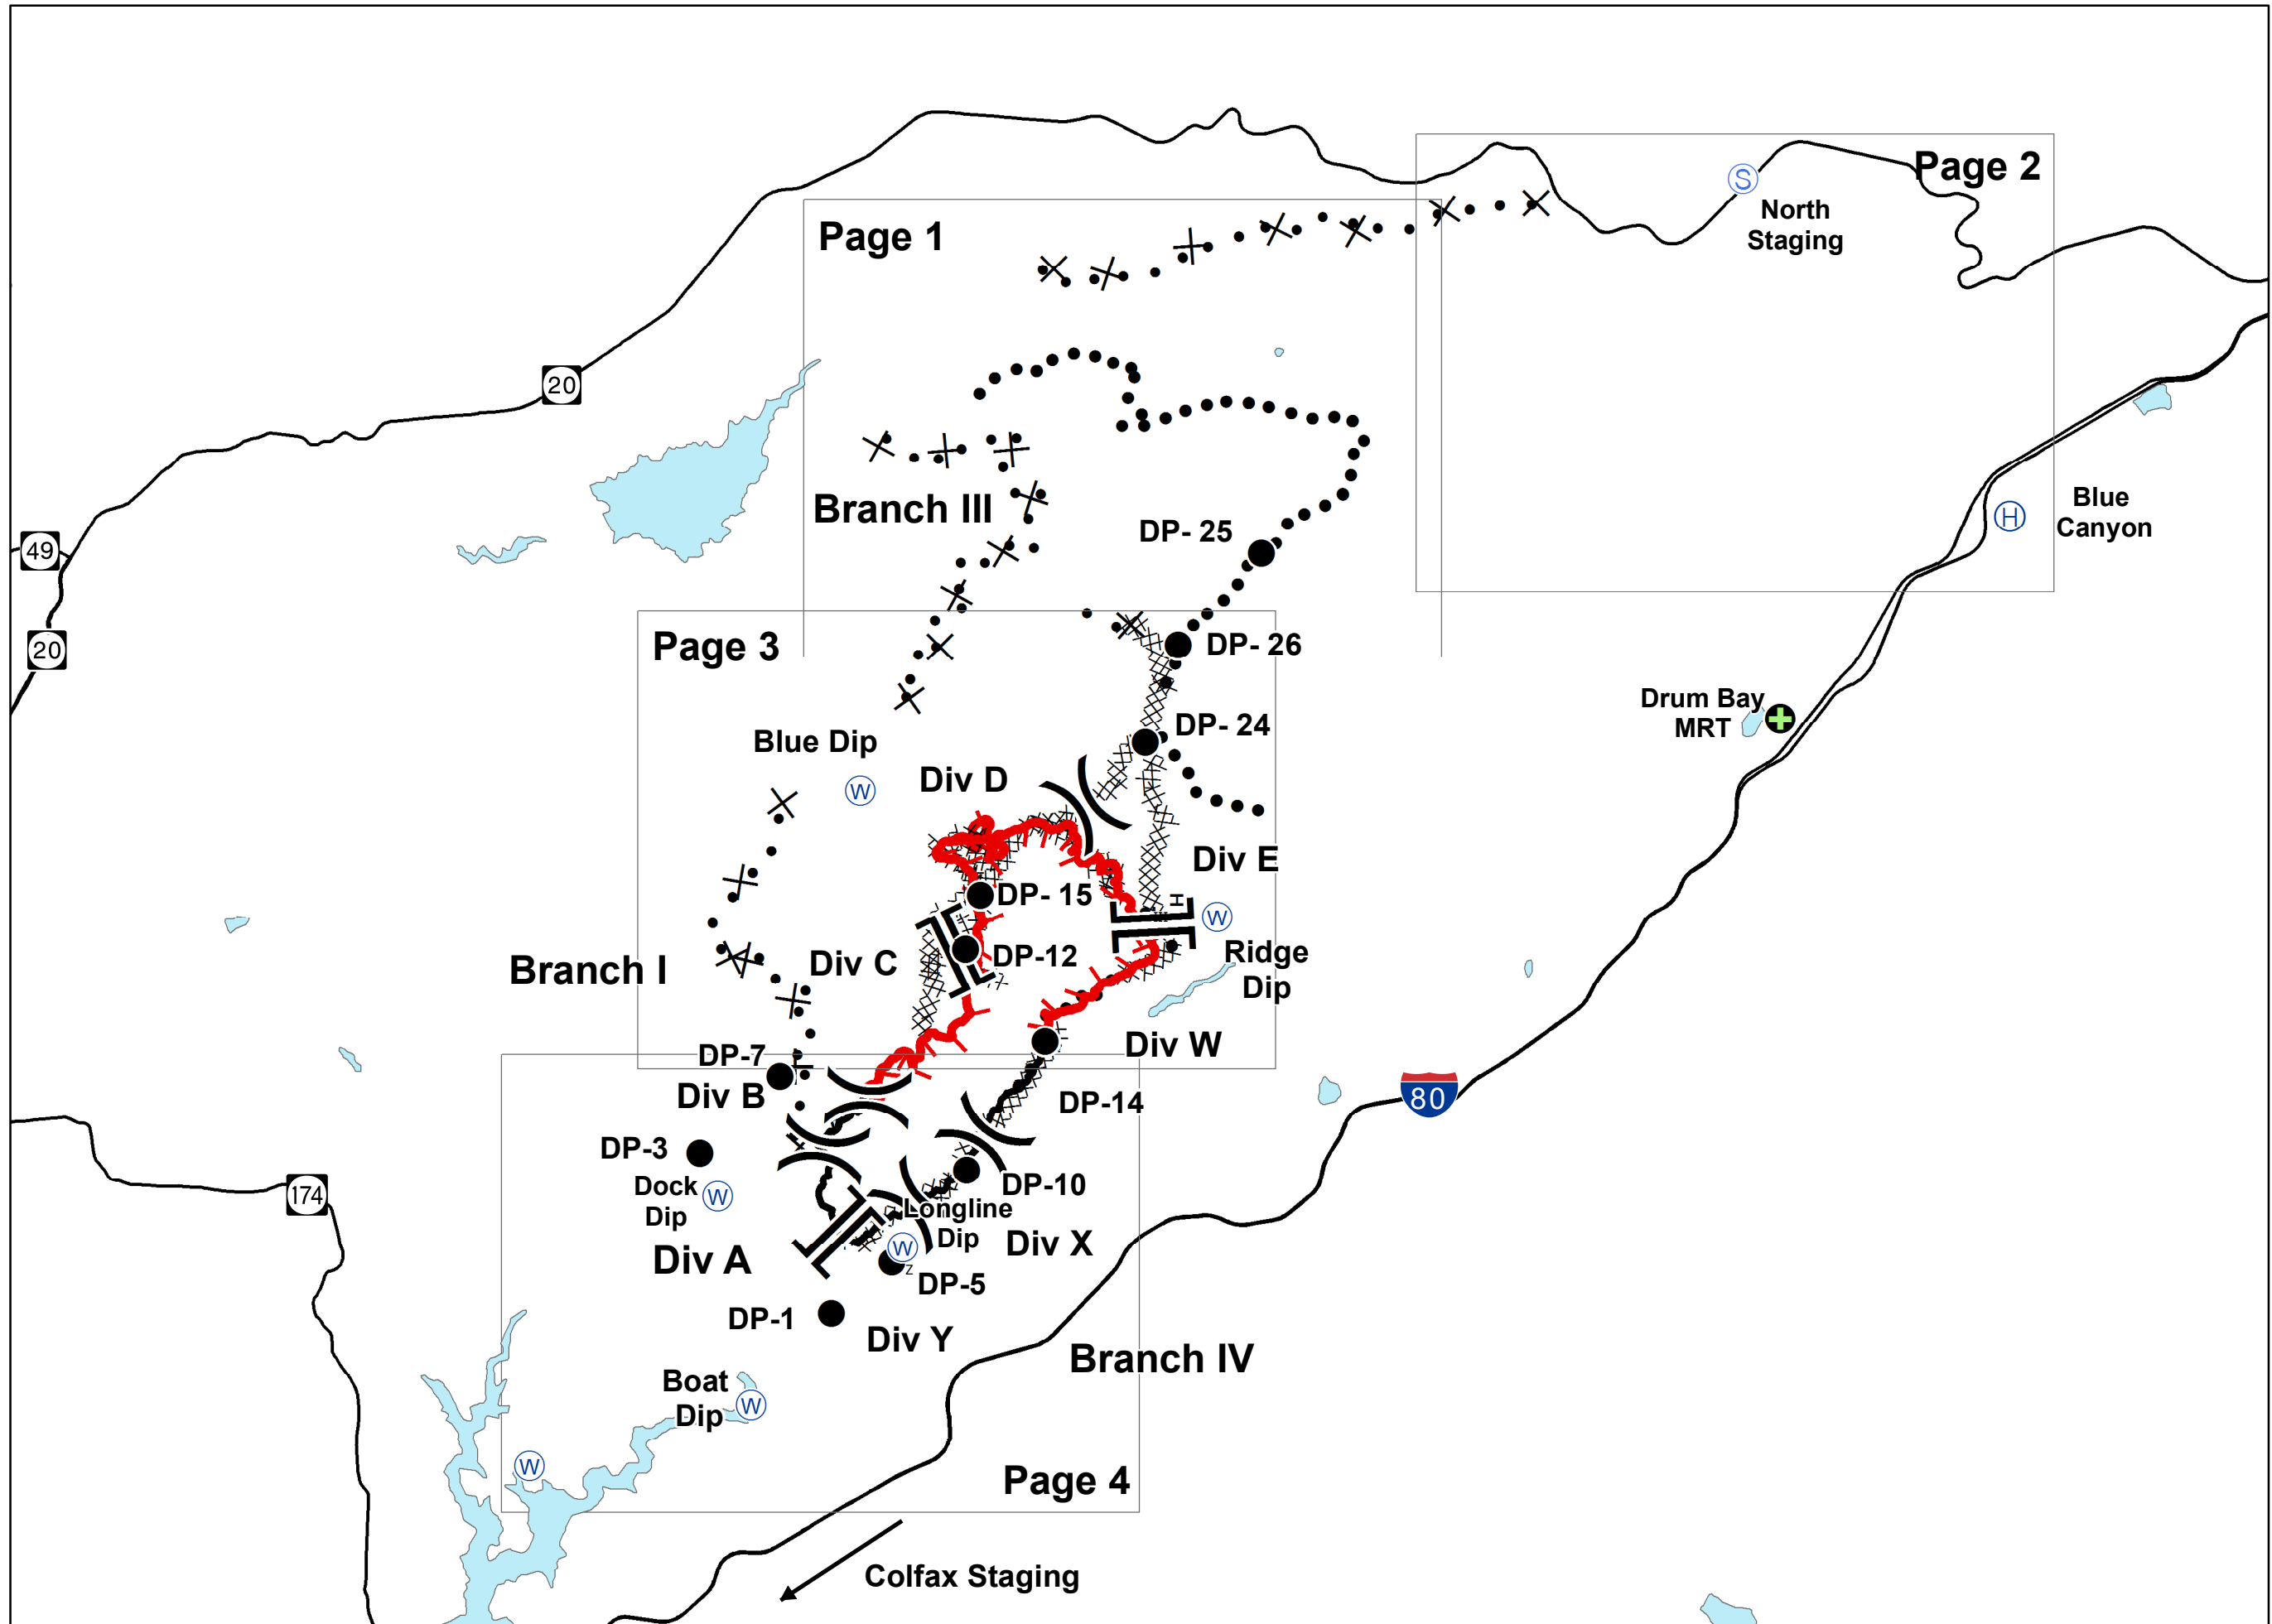 Page 2
S
North
Staging
Page 1
20
Branch III
Blue
Canyon
H
DP- 25
49
20
Page 3
DP- 26
Drum Bay
MRT
DP- 24
Blue Dip
W
Div D
Div E
DP- 15
H
III
W
Ridge
Dip
DP-12
Div C
Branch I
Div W
DP-7
Div B
DP-14
80
DP-3
Dock
Dip
W
174
DP-10
Longline
Dip
W
Div X
Div A
Z
DP-5
DP-1
Div Y
Branch IV
Boat
Dip
W
W
Page 4
Colfax Staging